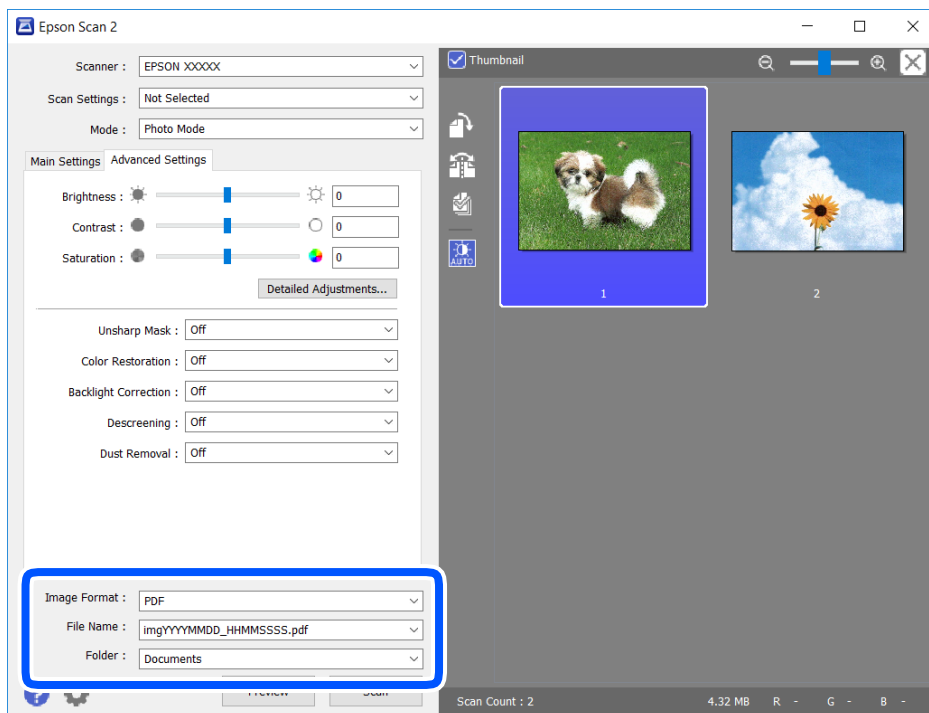 Epson Scan 2
Scanner : EPSON XXXXX
Scan Settings : Not Selected
Mode : Photo Mode
Main Settings Advanced Settings
Brightness : 0
Contrast : 0
Saturation : 0
Detailed Adjustments...
Unsharp Mask : Off
Color Restoration : Off
Backlight Correction : Off
Descreening : Off
Dust Removal : Off
Image Format : PDF
File Name : imgYYYYMMDD_HHMMSSSS.pdf
Folder : Documents
Preview Scan
Thumbnail
AUTO
1
2
Scan Count : 2 4.32 MB R - G - B -